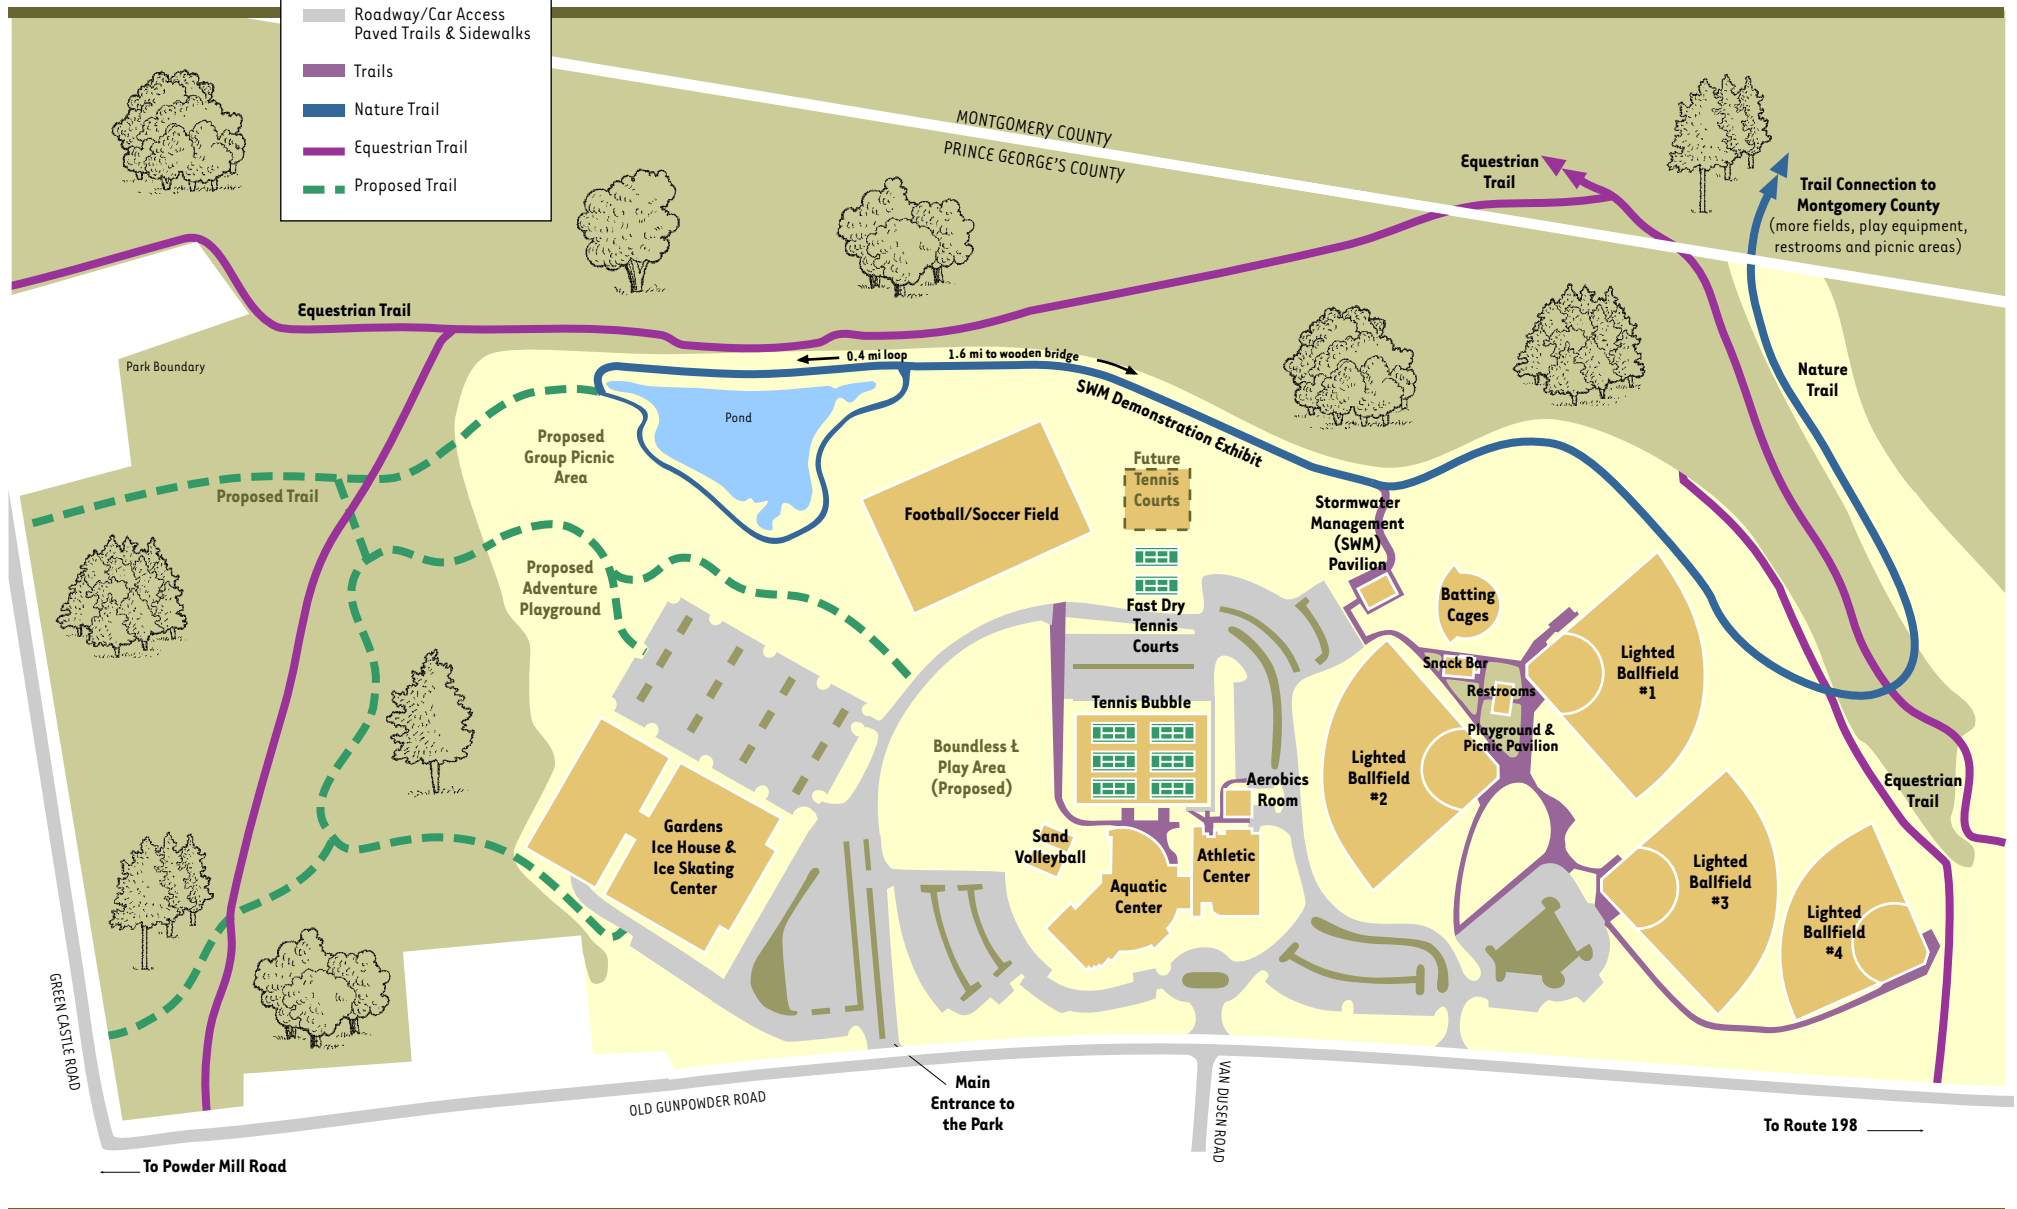 Roadway/Car Access
Paved Trails & Sidewalks
Trails
Nature Trail
Equestrian Trail
Proposed Trail
MONTGOMERY COUNTY
PRINCE GEORGE'S COUNTY
Equestrian
Trail
Trail Connection to
Montgomery County
(more fields, play equipment,
restrooms and picnic areas)
Equestrian Trail
Park Boundary
0.4 mi loop
1.6 mi to wooden bridge
SWM Demonstration Exhibit
Nature
Trail
Pond
Proposed
Group Picnic
Area
Proposed Trail
Future
Tennis
Courts
Football/Soccer Field
Stormwater
Management
(SWM)
Pavilion
Proposed
Adventure
Playground
Fast Dry
Tennis
Courts
Batting
Cages
Snack Bar
Restrooms
Playground &
Picnic Pavilion
Lighted
Ballfield
#1
Tennis Bubble
Boundless Ł
Play Area
(Proposed)
Aerobics
Room
Lighted
Ballfield
#2
Equestrian
Trail
Gardens
Ice House &
Ice Skating
Center
Sand
Volleyball
Aquatic
Center
Athletic
Center
Lighted
Ballfield
#3
Lighted
Ballfield
#4
GREEN CASTLE ROAD
OLD GUNPOWDER ROAD
Main
Entrance to
the Park
VAN DUSEN ROAD
To Route 198
To Powder Mill Road